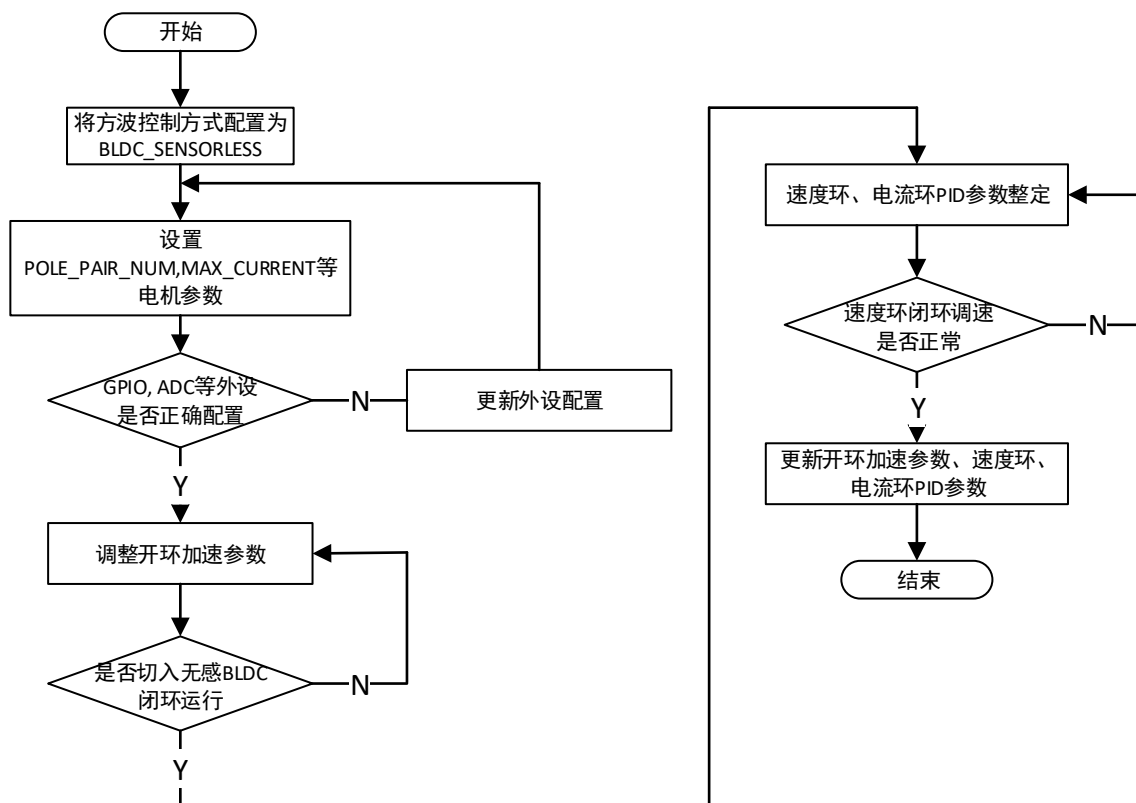 开始
将方波控制方式配置为
BLDC_SENSORLESS
设置
POLE_PAIR_NUM,MAX_CURRENT等
电机参数
GPIO, ADC等外设
是否正确配置
N
更新外设配置
Y
调整开环加速参数
是否切入无感BLDC
闭环运行
N
Y
速度环、电流环PID参数整定
速度环闭环调速
是否正常
N
Y
更新开环加速参数、速度环、
电流环PID参数
结束